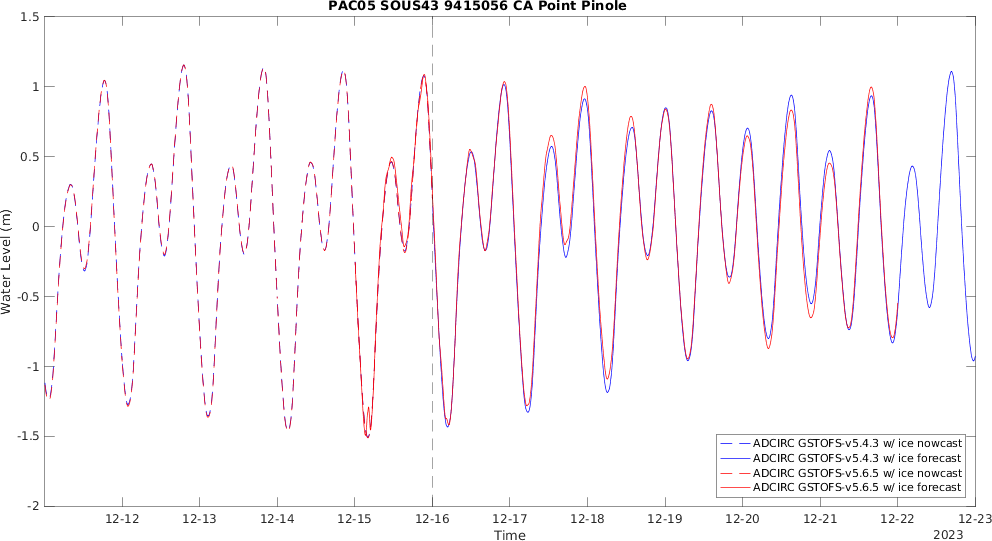 PAC05 SOUS43 9415056 CA Point Pinole
1.5
1
0.5
0
-0.5
-1
-1.5
-2
Water Level (m)
12-12 12-13 12-14 12-15 12-16 12-17 12-18 12-19 12-20 12-21 12-22 12-23
Time
2023
ADCIRC GSTOFS-v5.4.3 w/ ice nowcast
ADCIRC GSTOFS-v5.4.3 w/ ice forecast
ADCIRC GSTOFS-v5.6.5 w/ ice nowcast
ADCIRC GSTOFS-v5.6.5 w/ ice forecast